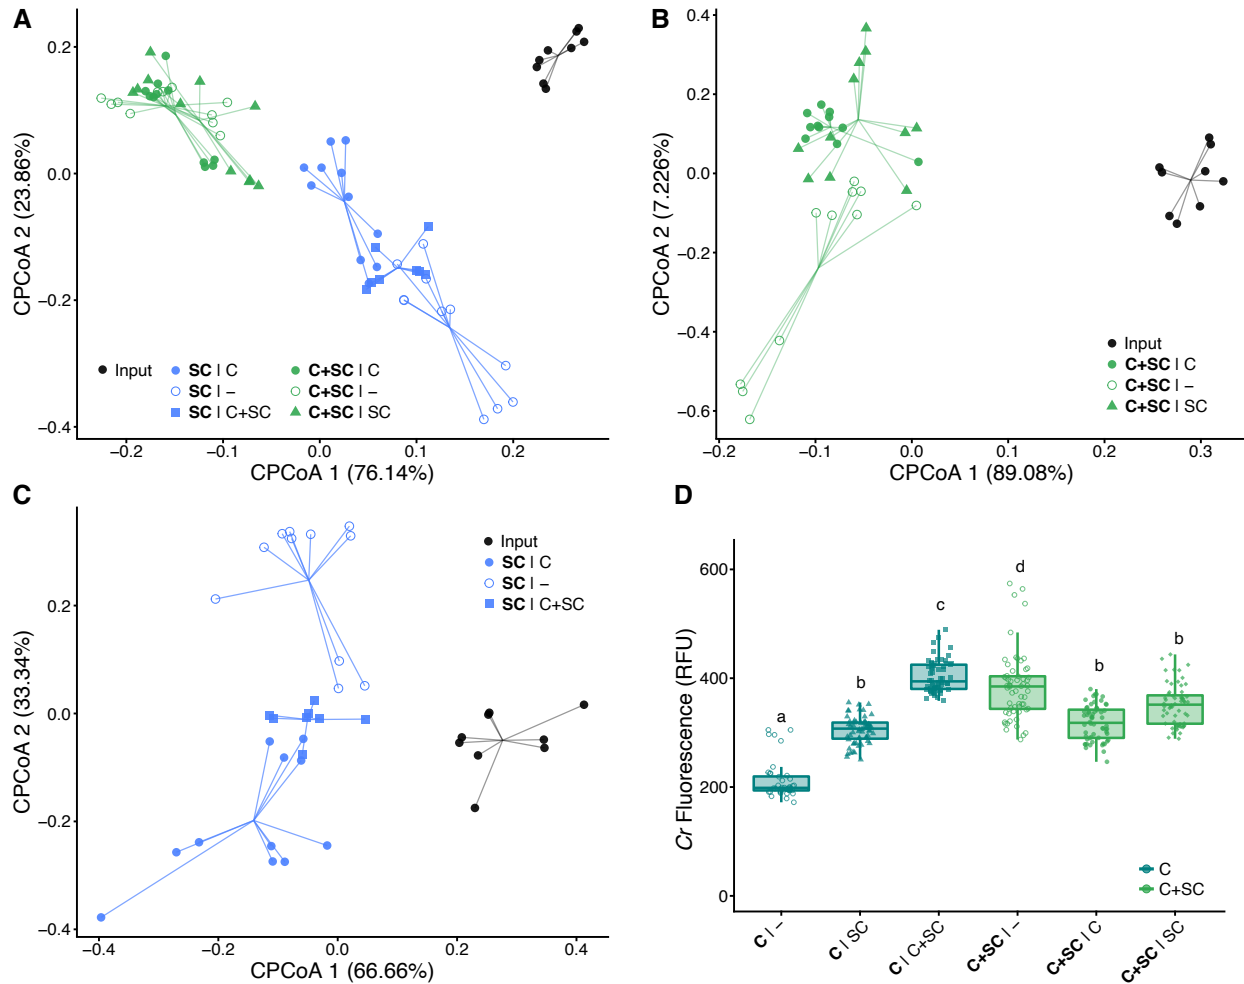 A
CPCoA 2 (23.86%)
0.2
0.0
−0.2
−0.4
−0.2
−0.1
0.0
0.1
0.2
CPCoA 1 (76.14%)
Input
SC | C
SC | −
SC | C+SC
C+SC | C
C+SC | −
C+SC | SC
B
CPCoA 2 (7.226%)
0.4
0.2
0.0
−0.2
−0.4
−0.6
−0.2
−0.1
0.0
0.1
0.2
0.3
CPCoA 1 (89.08%)
Input
C+SC | C
C+SC | −
C+SC | SC
C
CPCoA 2 (33.34%)
0.2
0.0
−0.2
−0.4
−0.4
−0.2
0.0
0.2
0.4
CPCoA 1 (66.66%)
Input
SC | C
SC | −
SC | C+SC
D
Cr Fluorescence (RFU)
600
400
200
0
a
b
c
d
b
b
C | −
C | SC
C | C+SC
C+SC | −
C+SC | C
C+SC | SC
C
C+SC